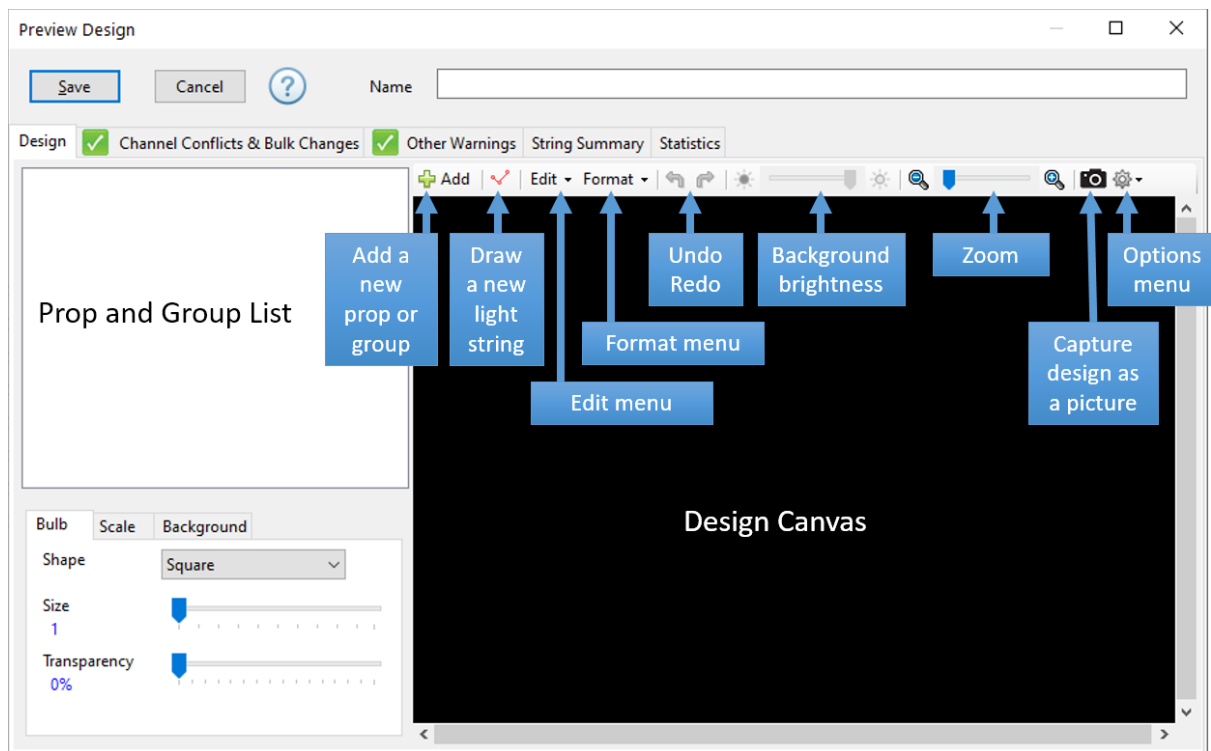 Preview Design
Save
Cancel
?
Name
Design
Channel Conflicts & Bulk Changes
Other Warnings
String Summary
Statistics
Add
Edit
Format
Add a
new
prop or
group
Draw
a new
light
string
Undo
Redo
Background
brightness
Zoom
Options
menu
Format menu
Edit menu
Capture
design as
a picture
Prop and Group List
Design Canvas
Bulb
Scale
Background
Shape
Square
Size
1
Transparency
0%